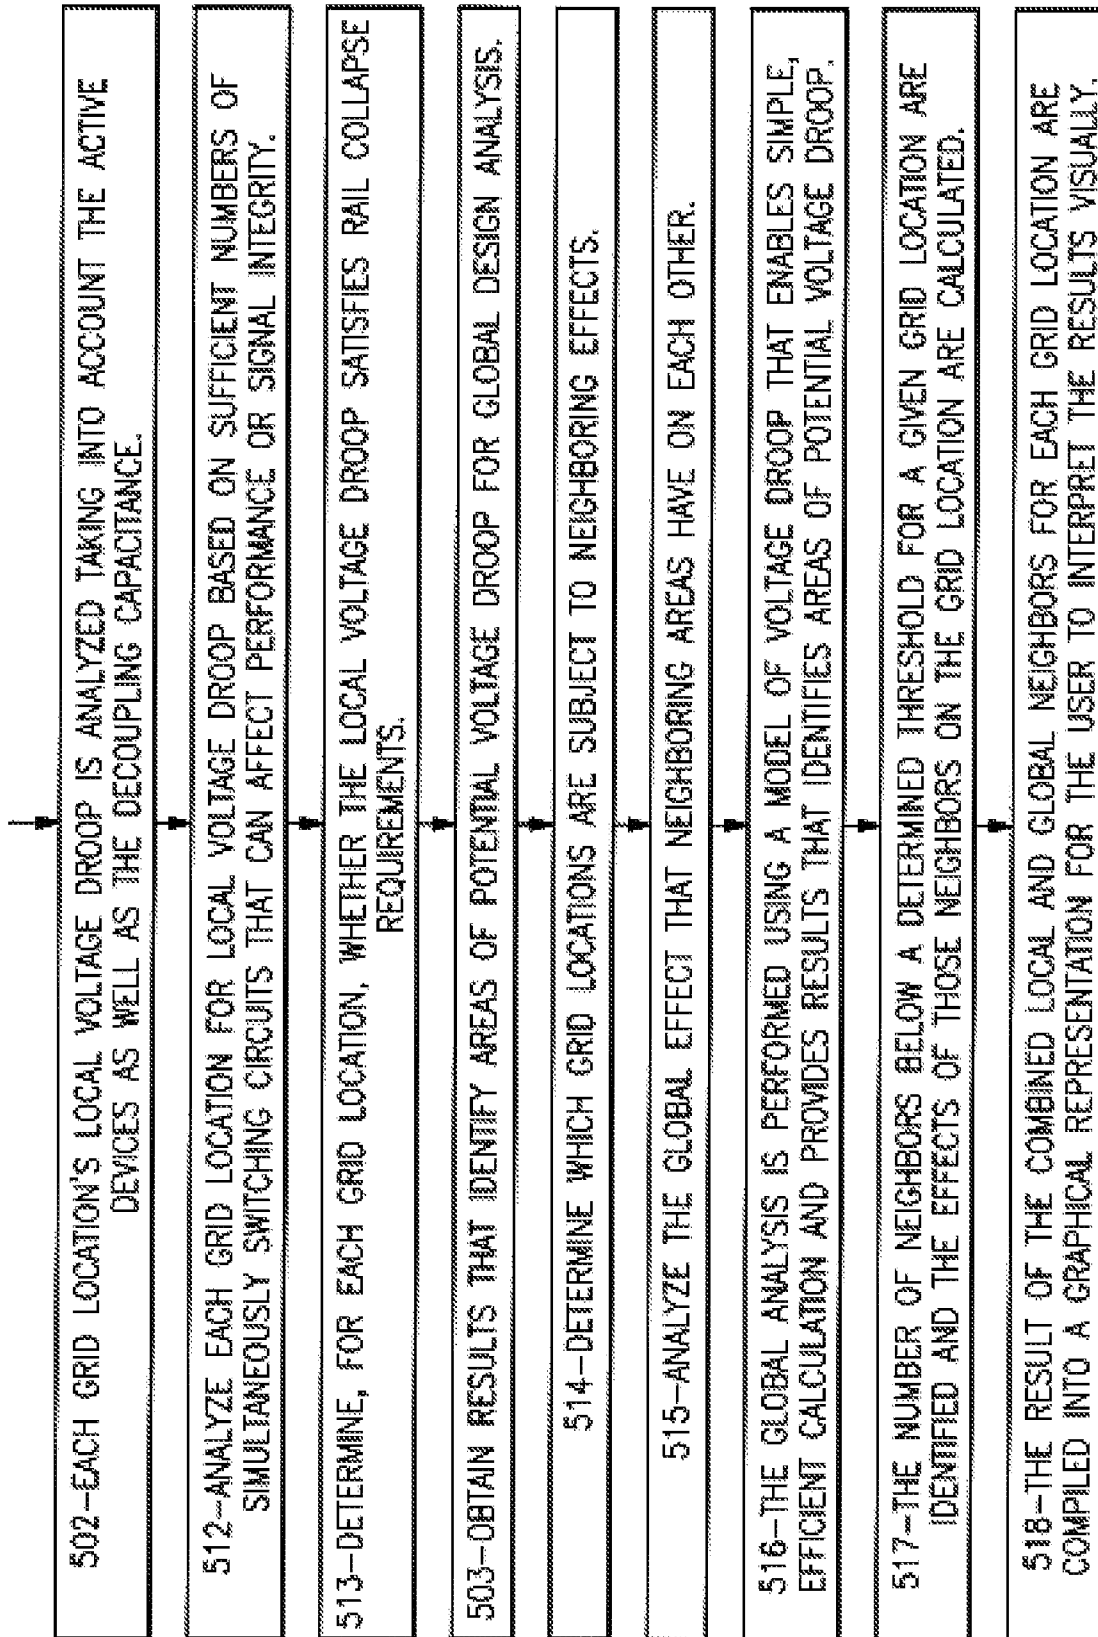 502-EACH GRID LOCATION'S LOCAL VOLTAGE DROOP IS ANALYZED TAKING INTO ACCOUNT THE ACTIVE
DEVICES AS WELL AS THE DECOUPLING CAPACITANCE.
512-ANALYZE EACH GRID LOCATION FOR LOCAL VOLTAGE DROOP BASED ON SUFFICIENT NUMBERS OF
SIMULTANEOUSLY SWITCHING CIRCUITS THAT CAN AFFECT PERFORMANCE OR SIGNAL INTEGRITY.
513-DETERMINE, FOR EACH GRID LOCATION, WHETHER THE LOCAL VOLTAGE DROOP SATISFIES RAIL COLLAPSE
REQUIREMENTS.
503-OBTAIN RESULTS THAT IDENTIFY AREAS OF POTENTIAL VOLTAGE DROOP FOR GLOBAL DESIGN ANALYSIS.
514-DETERMINE WHICH GRID LOCATIONS ARE SUBJECT TO NEIGHBORING EFFECTS.
515-ANALYZE THE GLOBAL EFFECT THAT NEIGHBORING AREAS HAVE ON EACH OTHER.
516-THE GLOBAL ANALYSIS IS PERFORMED USING A MODEL OF VOLTAGE DROOP THAT ENABLES SIMPLE,
EFFICIENT CALCULATION AND PROVIDES RESULTS THAT IDENTIFIES AREAS OF POTENTIAL VOLTAGE DROOP.
517-THE NUMBER OF NEIGHBORS BELOW A DETERMINED THRESHOLD FOR A GIVEN GRID LOCATION ARE
IDENTIFIED AND THE EFFECTS OF THOSE NEIGHBORS ON THE GRID LOCATION ARE CALCULATED.
518-THE RESULT OF THE COMBINED LOCAL AND GLOBAL NEIGHBORS FOR EACH GRID LOCATION ARE
COMPILED INTO A GRAPHICAL REPRESENTATION FOR THE USER TO INTERPRET THE RESULTS VISUALLY.